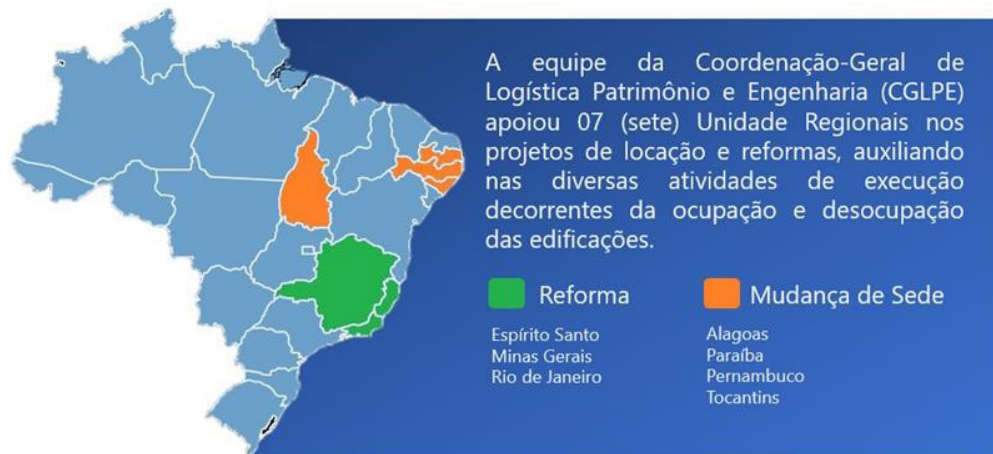 A equipe da Coordenação-Geral de
Logística Patrimônio e Engenharia (CGLPE)
apoiou 07 (sete) Unidade Regionais nos
projetos de locação e reformas, auxiliando
nas diversas atividades de execução
decorrentes da ocupação e desocupação
das edificações.
Reforma
Espírito Santo
Minas Gerais
Rio de Janeiro
Mudança de Sede
Alagoas
Paraíba
Pernambuco
Tocantins